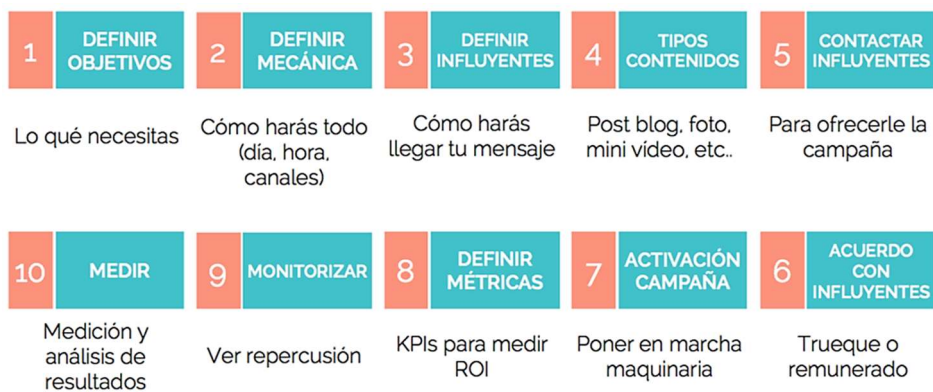 1
DEFINIR
OBJETIVOS
Lo qué necesitas
2
DEFINIR
MECÁNICA
Cómo harás todo
(día, hora,
canales)
3
DEFINIR
INFLUYENTES
Cómo harás
llegar tu mensaje
4
TIPOS
CONTENIDOS
Post blog, foto,
mini vídeo, etc..
5
CONTACTAR
INFLUYENTES
Para ofrecerle la
campaña
6
ACUERDO
CON
INFLUYENTES
Trueque o
remunerado
7
ACTIVACIÓN
CAMPAÑA
Poner en marcha
maquinaria
8
DEFINIR
MÉTRICAS
KPIs para medir
ROI
9
MONITORIZAR
Ver repercusión
10
MEDIR
Medición y
análisis de
resultados